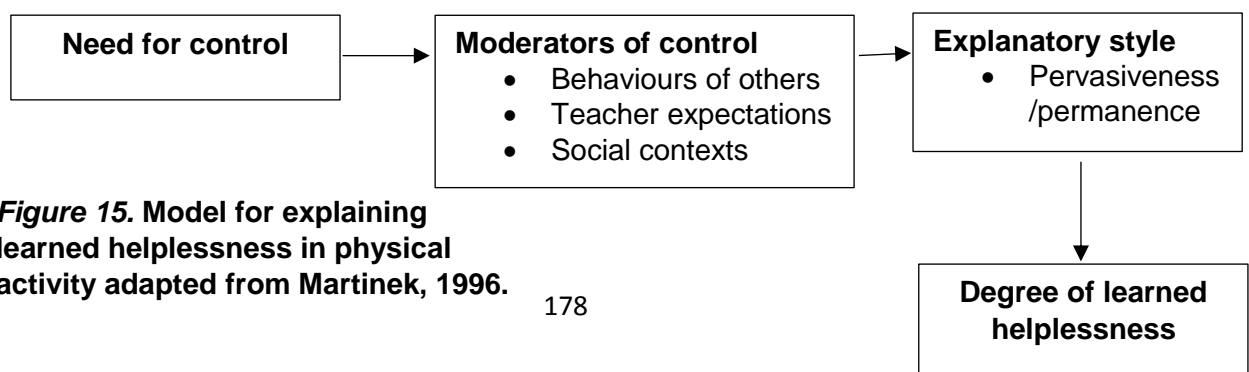 Need for control
Moderators of control
• Behaviours of others
• Teacher expectations
• Social contexts
Explanatory style
• Pervasiveness
/permanence
Figure 15. Model for explaining
learned helplessness in physical
activity adapted from Martinek, 1996.
178
Degree of learned
helplessness